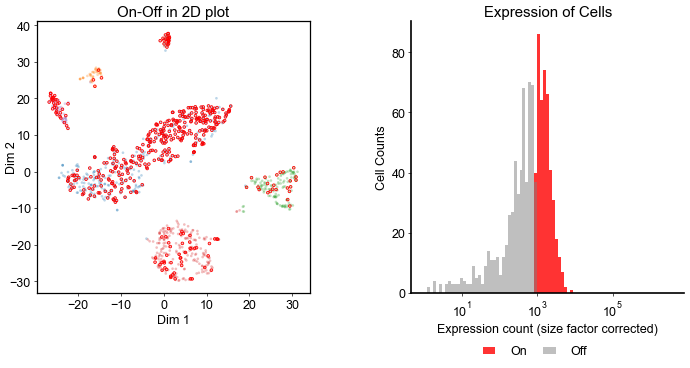 On-Off in 2D plot
Expression of Cells
Dim 2
40
30
20
10
0
−10
−20
−30
−20
−10
0
10
20
30
Dim 1
Cell Counts
80
60
40
20
0
10^1
10^3
10^5
Expression count (size factor corrected)
On
Off